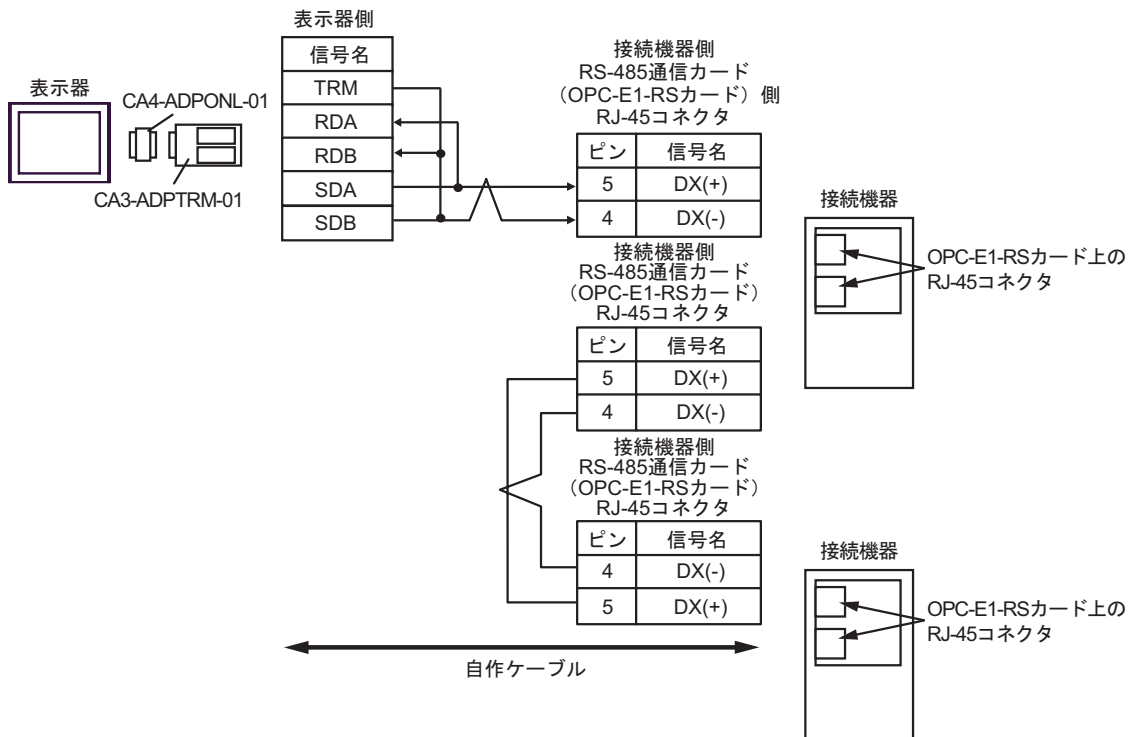 表示器
CA4-ADPONL-01
CA3-ADPTRM-01
表示器側
信号名
TRM
RDA
RDB
SDA
SDB
接続機器側
RS-485通信カード
（OPC-E1-RSカード）側
RJ-45コネクタ
ピン 信号名
5 DX(+)
4 DX(-)
接続機器側
RS-485通信カード
（OPC-E1-RSカード）
RJ-45コネクタ
ピン 信号名
5 DX(+)
4 DX(-)
接続機器側
RS-485通信カード
（OPC-E1-RSカード）
RJ-45コネクタ
ピン 信号名
4 DX(-)
5 DX(+)
自作ケーブル
接続機器
OPC-E1-RSカード上の
RJ-45コネクタ
接続機器
OPC-E1-RSカード上の
RJ-45コネクタ